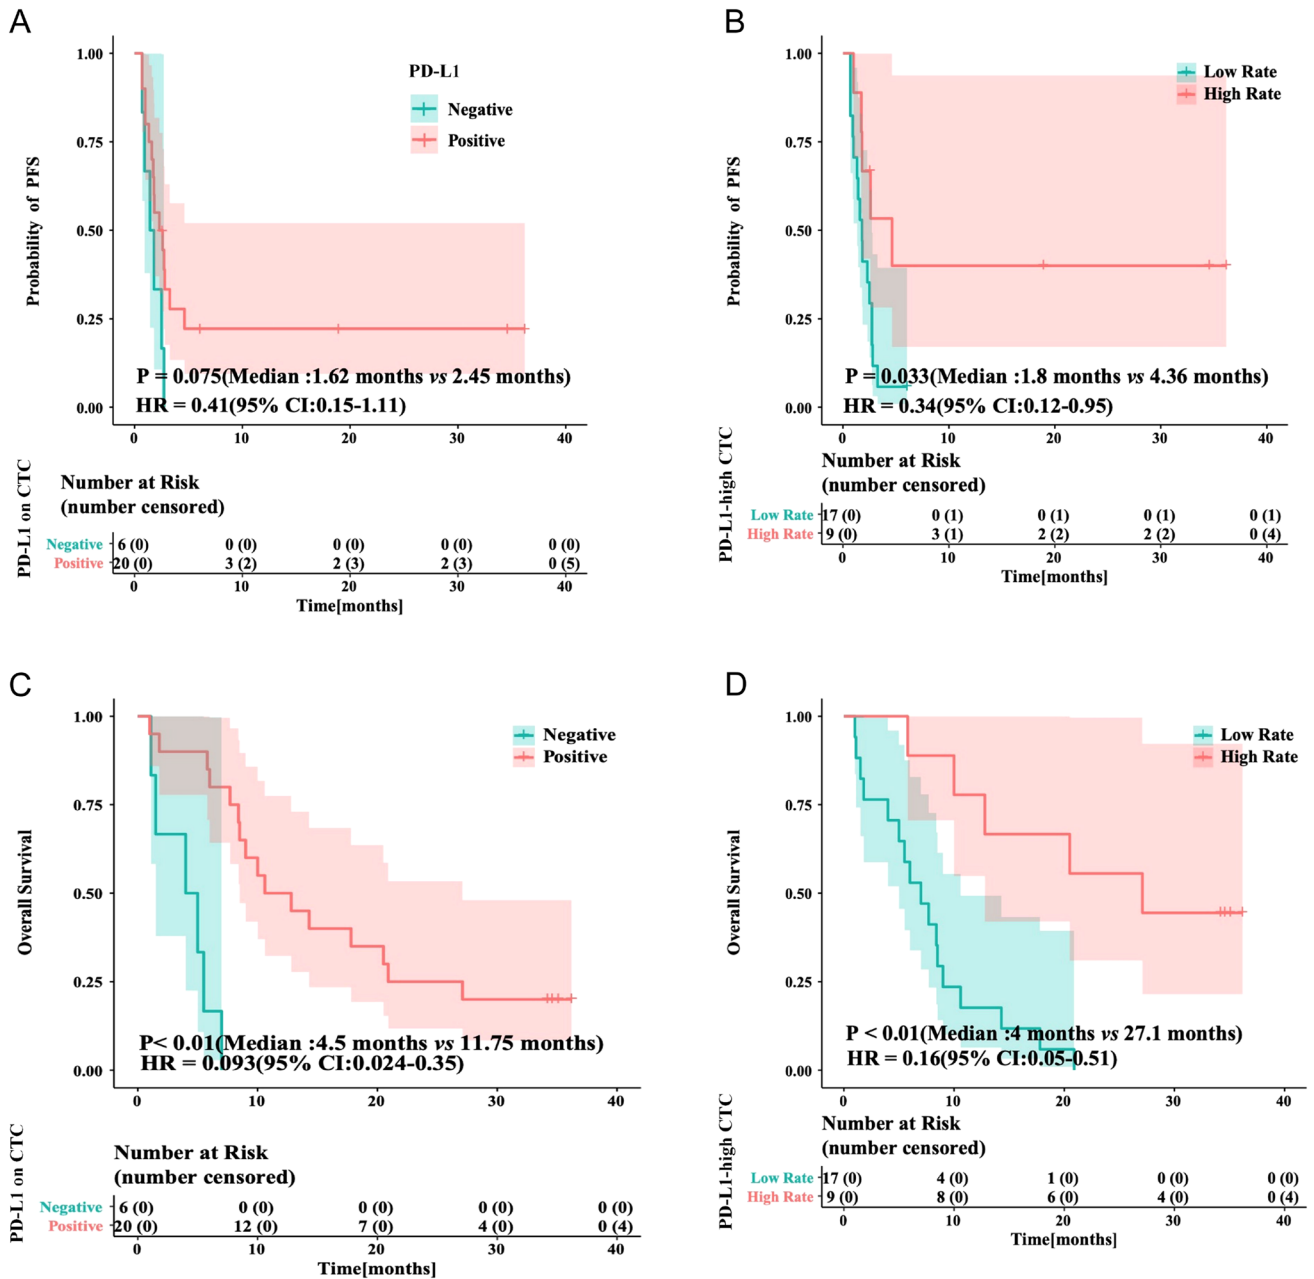 A
1.00
0.75
0.50
0.25
0.00
Probability of PFS
PD-L1
Negative
Positive
P = 0.075(Median :1.62 months vs 2.45 months)
HR = 0.41(95% CI:0.15-1.11)
0 10 20 30 40
PD-L1 on CTC
Number at Risk
(number censored)
Negative 6 (0) 0 (0) 0 (0) 0 (0) 0 (0)
Positive 20 (0) 3 (2) 2 (3) 2 (3) 0 (5)
0 10 20 30 40
Time[months]
B
1.00
0.75
0.50
0.25
0.00
Probability of PFS
Low Rate
High Rate
P = 0.033(Median :1.8 months vs 4.36 months)
HR = 0.34(95% CI:0.12-0.95)
0 10 20 30 40
PD-L1-high CTC
Number at Risk
(number censored)
Low Rate 17 (0) 0 (1) 0 (1) 0 (1) 0 (1)
High Rate 9 (0) 3 (1) 2 (2) 2 (2) 0 (4)
0 10 20 30 40
Time[months]
C
1.00
0.75
0.50
0.25
0.00
Overall Survival
Negative
Positive
P< 0.01(Median :4.5 months vs 11.75 months)
HR = 0.093(95% CI:0.024-0.35)
0 10 20 30 40
PD-L1 on CTC
Number at Risk
(number censored)
Negative 6 (0) 0 (0) 0 (0) 0 (0) 0 (0)
Positive 20 (0) 12 (0) 7 (0) 4 (0) 0 (4)
0 10 20 30 40
Time[months]
D
1.00
0.75
0.50
0.25
0.00
Overall Survival
Low Rate
High Rate
P < 0.01(Median :4 months vs 27.1 months)
HR = 0.16(95% CI:0.05-0.51)
0 10 20 30 40
PD-L1-high CTC
Number at Risk
(number censored)
Low Rate 17 (0) 4 (0) 1 (0) 0 (0) 0 (0)
High Rate 9 (0) 8 (0) 6 (0) 4 (0) 0 (4)
0 10 20 30 40
Time[months]